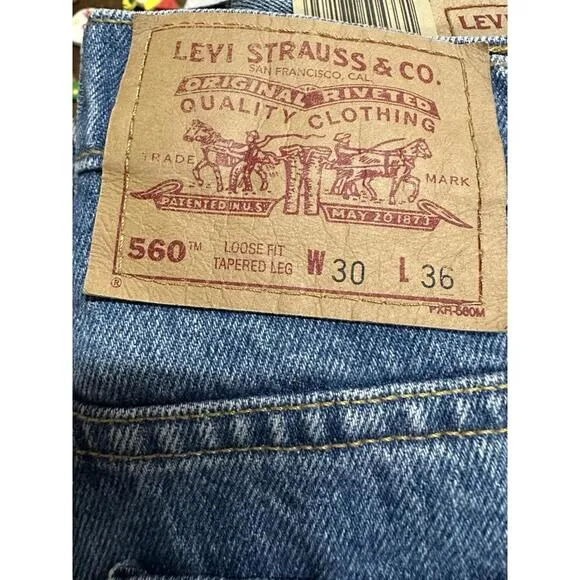 LEVI
LEVI STRAUSS & CO.
SAN FRANCISCO, CAL
ORIGINAL RIVETED
QUALITY CLOTHING
TRADE MARK
PATENTED IN U.S. MAY 20 1873
560™ LOOSE FIT W 30 L 36
TAPERED LEG
®
PXH-560M